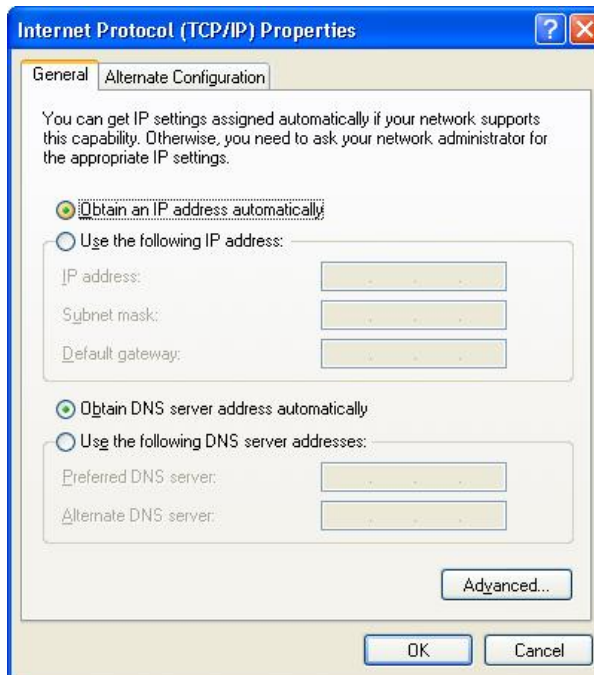 Internet Protocol (TCP/IP) Properties
General
Alternate Configuration
You can get IP settings assigned automatically if your network supports
this capability. Otherwise, you need to ask your network administrator for
the appropriate IP settings.
Obtain an IP address automatically
Use the following IP address:
IP address:
Subnet mask:
Default gateway:
Obtain DNS server address automatically
Use the following DNS server addresses:
Preferred DNS server:
Alternate DNS server:
Advanced...
OK
Cancel